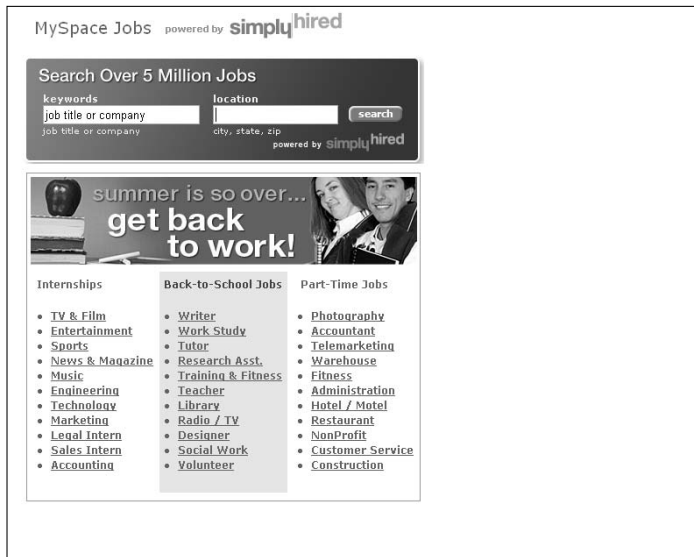 MySpace Jobs powered by simply hired
Search Over 5 Million Jobs
keywords location
job title or company search
job title or company city, state, zip
powered by simply hired
summer is so over...
get back
to work!
Internships
TV & Film
Entertainment
Sports
News & Magazine
Music
Engineering
Technology
Marketing
Legal Intern
Sales Intern
Accounting
Back-to-School Jobs
Writer
Work Study
Tutor
Research Asst.
Training & Fitness
Teacher
Library
Radio / TV
Designer
Social Work
Volunteer
Part-Time Jobs
Photography
Accountant
Telemarketing
Warehouse
Fitness
Administration
Hotel / Motel
Restaurant
NonProfit
Customer Service
Construction